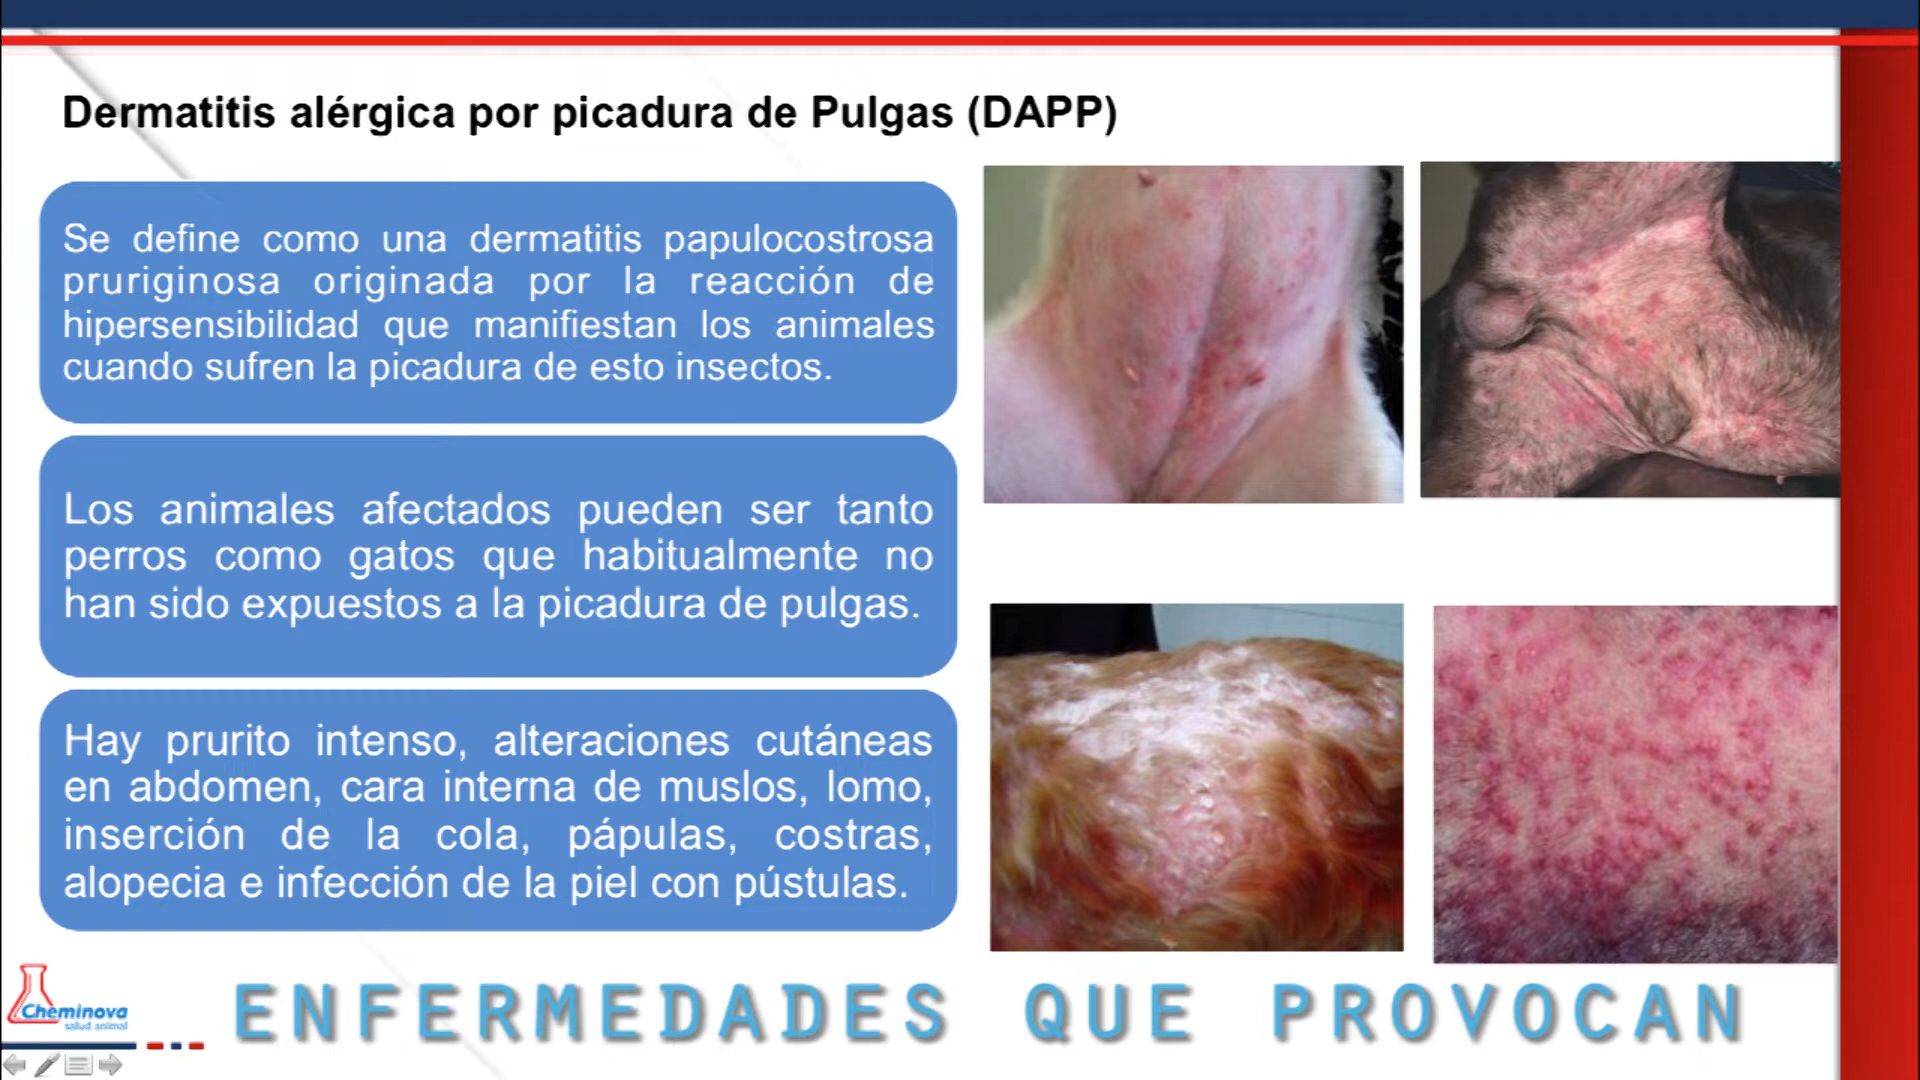 Dermatitis alérgica por picadura de Pulgas (DAPP)
Se define como una dermatitis papulocostrosa
pruriginosa originada por la reacción de
hipersensibilidad que manifiestan los animales
cuando sufren la picadura de esto insectos.
Los animales afectados pueden ser tanto
perros como gatos que habitualmente no
han sido expuestos a la picadura de pulgas.
Hay prurito intenso, alteraciones cutáneas
en abdomen, cara interna de muslos, lomo,
inserción de la cola, pápulas, costras,
alopecia e infección de la piel con pústulas.
Cheminova
salud animal
ENFERMEDADES QUE PROVOCAN